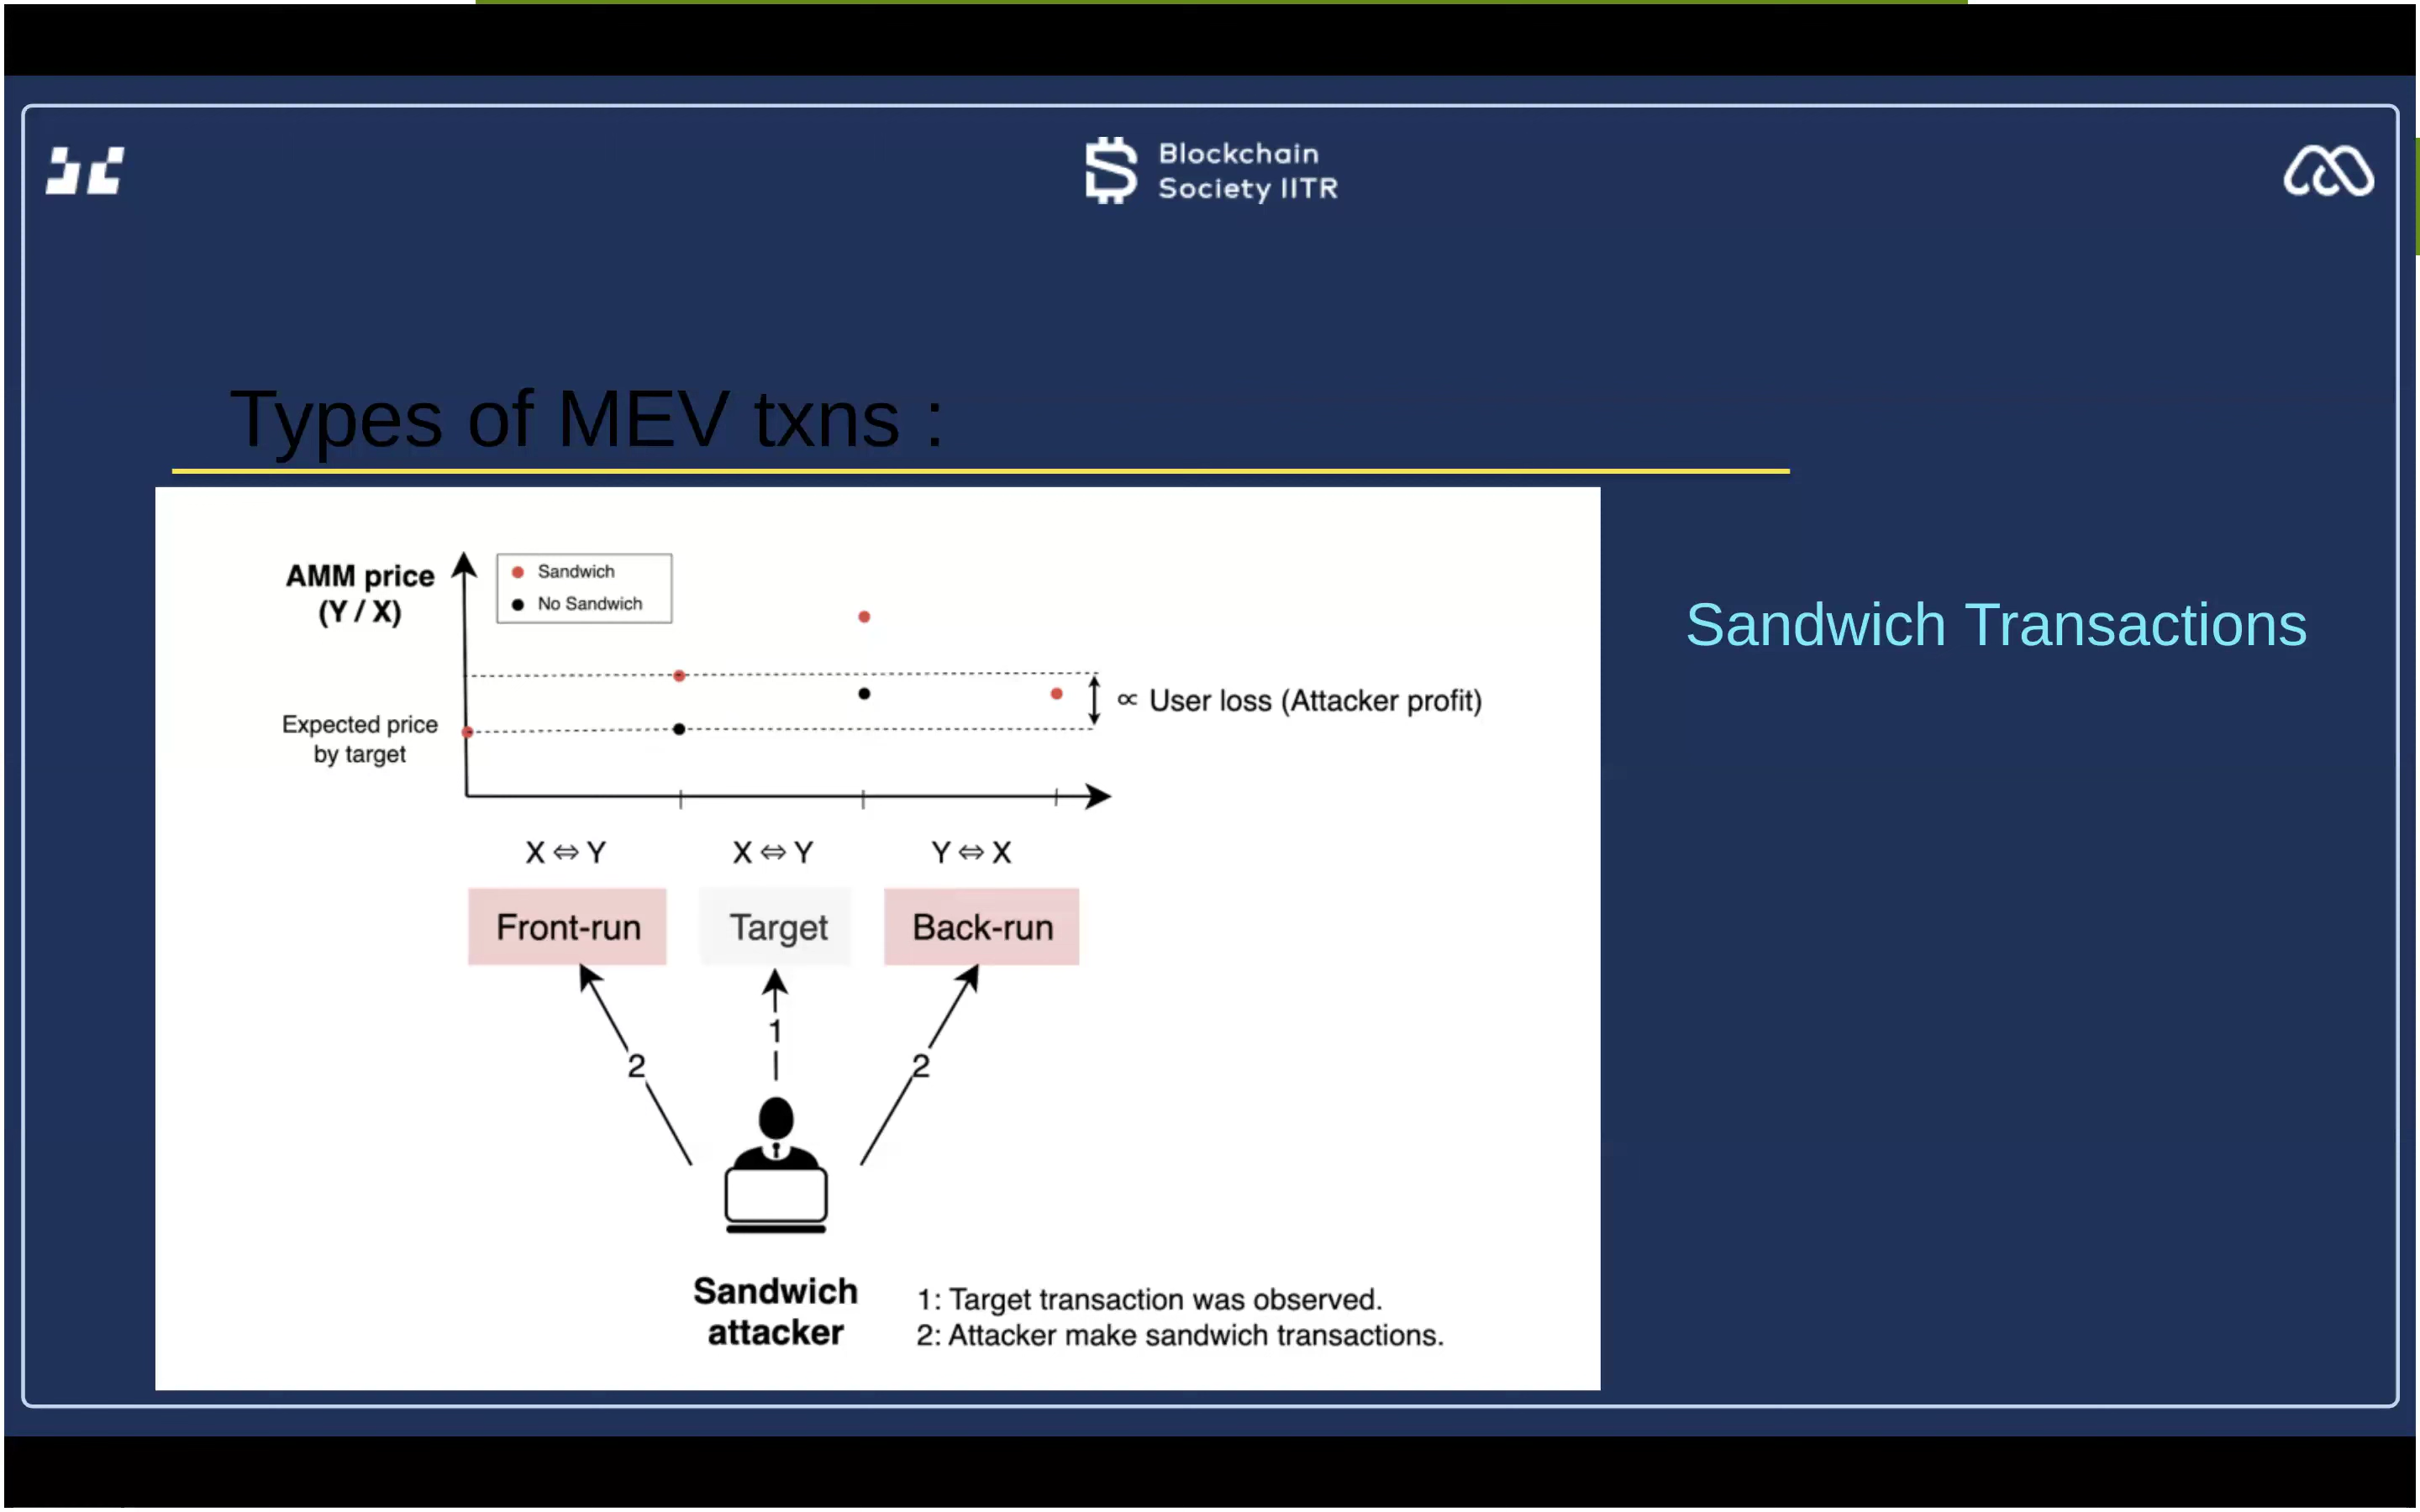 Blockchain
Society IITR
Types of MEV txns :
AMM price
(Y / X)
Sandwich
No Sandwich
Expected price
by target
∝ User loss (Attacker profit)
Sandwich Transactions
X ⇔ Y
X ⇔ Y
Y ⇔ X
Front-run
Target
Back-run
1
2
2
Sandwich
attacker
1: Target transaction was observed.
2: Attacker make sandwich transactions.